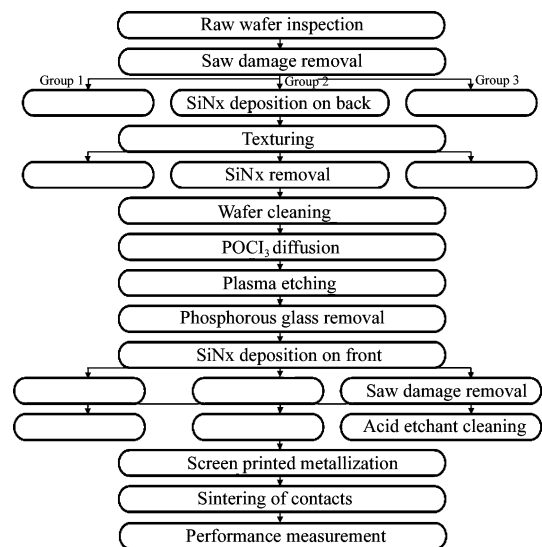 Raw wafer inspection
Saw damage removal
Group 1
Group 2
Group 3
SiNx deposition on back
Texturing
SiNx removal
Wafer cleaning
POCI₃ diffusion
Plasma etching
Phosphorous glass removal
SiNx deposition on front
Saw damage removal
Acid etchant cleaning
Screen printed metallization
Sintering of contacts
Performance measurement